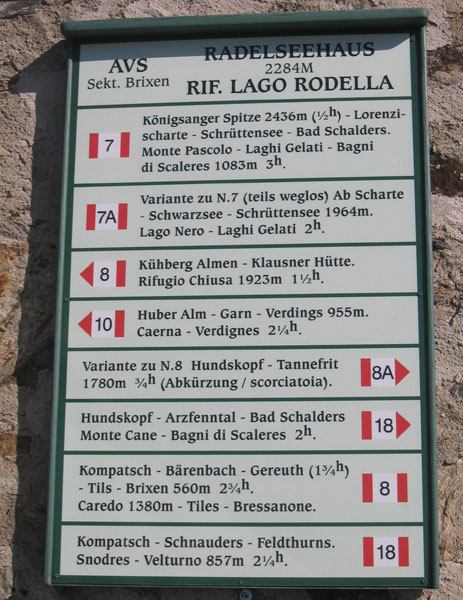 AVS
Sekt. Brixen
RADELSEEHAUS
2284M
RIF. LAGO RODELLA
7
Königsanger Spitze 2436m (½h) - Lorenzi-
scharte - Schrüttensee - Bad Schalders.
Monte Pascolo - Laghi Gelati - Bagni
di Scaleres 1083m 3h.
7A
Variante zu N.7 (teils weglos) Ab Scharte
- Schwarzsee - Schrüttensee 1964m.
Lago Nero - Laghi Gelati 2h.
8
Kühberg Almen - Klausner Hütte.
Rifugio Chiusa 1923m 1½h.
10
Huber Alm - Garn - Verdings 955m.
Caerna - Verdignes 2¼h.
Variante zu N.8 Hundskopf - Tannefrit
1780m ¾h (Abkürzung / scorciatoia).
8A
Hundskopf - Arzfenntal - Bad Schalders
Monte Cane - Bagni di Scaleres 2h.
18
Kompatsch - Bärenbach - Gereuth (1¾h)
- Tils - Brixen 560m 2¾h.
Caredo 1380m - Tiles - Bressanone.
8
Kompatsch - Schnauders - Feldthurns.
Snodres - Velturno 857m 2¼h.
18